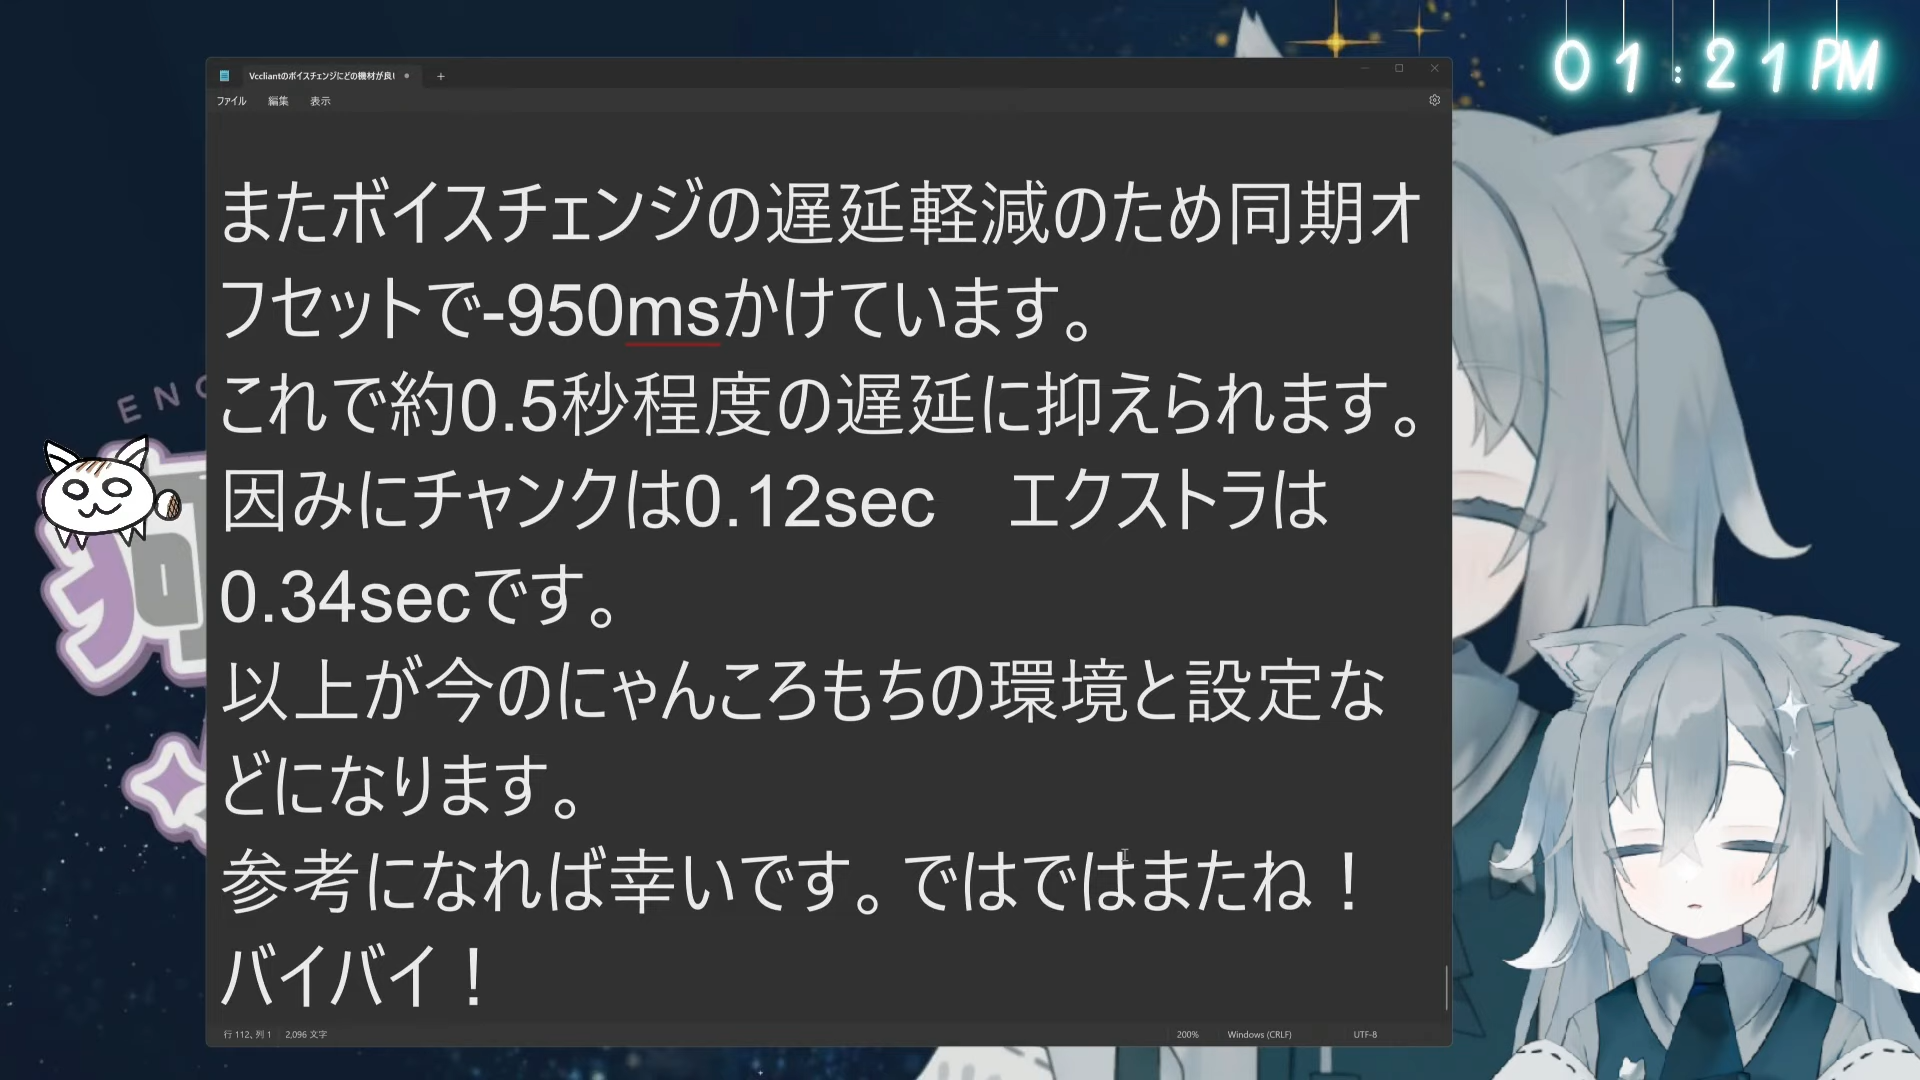 01:21 PM
Vccliantのボイスチェンジにどの機材が良い
ファイル 編集 表示
またボイスチェンジの遅延軽減のため同期オ
フセットで-950msかけています。
これで約0.5秒程度の遅延に抑えられます。
因みにチャンクは0.12sec　エクストラは
0.34secです。
以上が今のにゃんころもちの環境と設定な
どになります。
参考になれば幸いです。ではではまたね！
バイバイ！
行 112、列 1 2,096 文字 200% Windows (CRLF) UTF-8